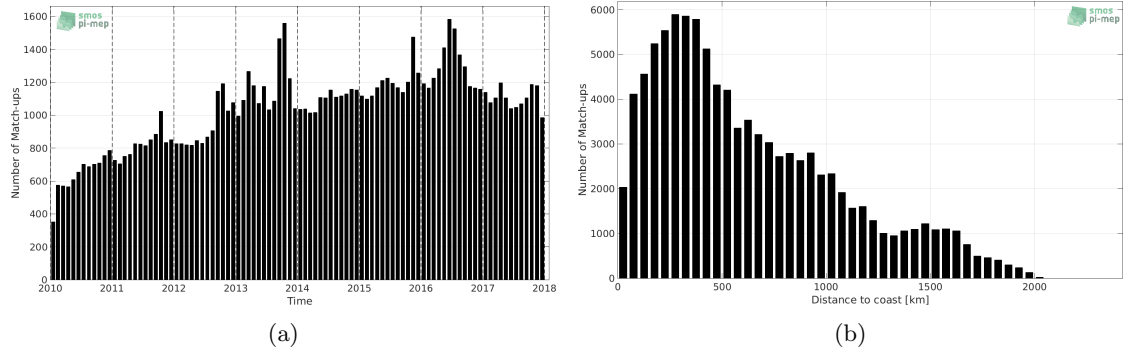 smos
pi-mep
1600
1400
1200
1000
800
600
400
200
0
Number of Match-ups
2010 2011 2012 2013 2014 2015 2016 2017 2018
Time
(a)
smos
pi-mep
6000
5000
4000
3000
2000
1000
0
Number of Match-ups
0 500 1000 1500 2000
Distance to coast [km]
(b)